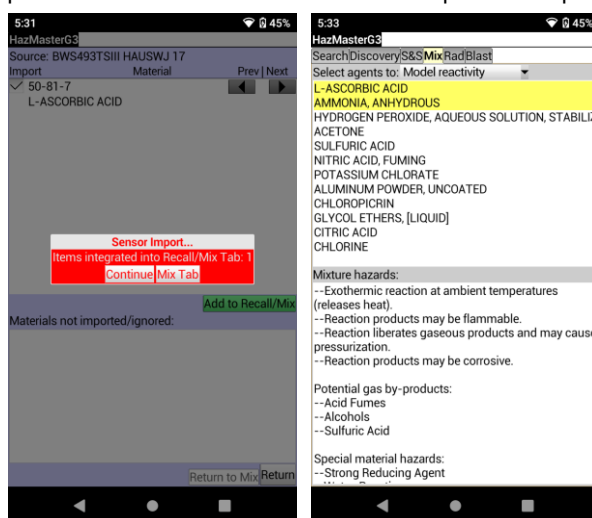 5:31 45%
HazMasterG3
Source: BWS493TSIII HAUSWJ 17
Import Material Prev | Next
50-81-7
L-ASCORBIC ACID
Sensor Import...
Items integrated into Recall/Mix Tab: 1
Continue Mix Tab
Add to Recall/Mix
Materials not imported/ignored:
Return to Mix Return
5:33 45%
HazMasterG3
Search Discovery S&S Mix Rad Blast
Select agents to: Model reactivity
L-ASCORBIC ACID
AMMONIA, ANHYDROUS
HYDROGEN PEROXIDE, AQUEOUS SOLUTION, STABILIZ
ACETONE
SULFURIC ACID
NITRIC ACID, FUMING
POTASSIUM CHLORATE
ALUMINUM POWDER, UNCOATED
CHLOROPICRIN
GLYCOL ETHERS, [LIQUID]
CITRIC ACID
CHLORINE
Mixture hazards:
--Exothermic reaction at ambient temperatures
(releases heat).
--Reaction products may be flammable.
--Reaction liberates gaseous products and may cause
pressurization.
--Reaction products may be corrosive.
Potential gas by-products:
--Acid Fumes
--Alcohols
--Sulfuric Acid
Special material hazards:
--Strong Reducing Agent